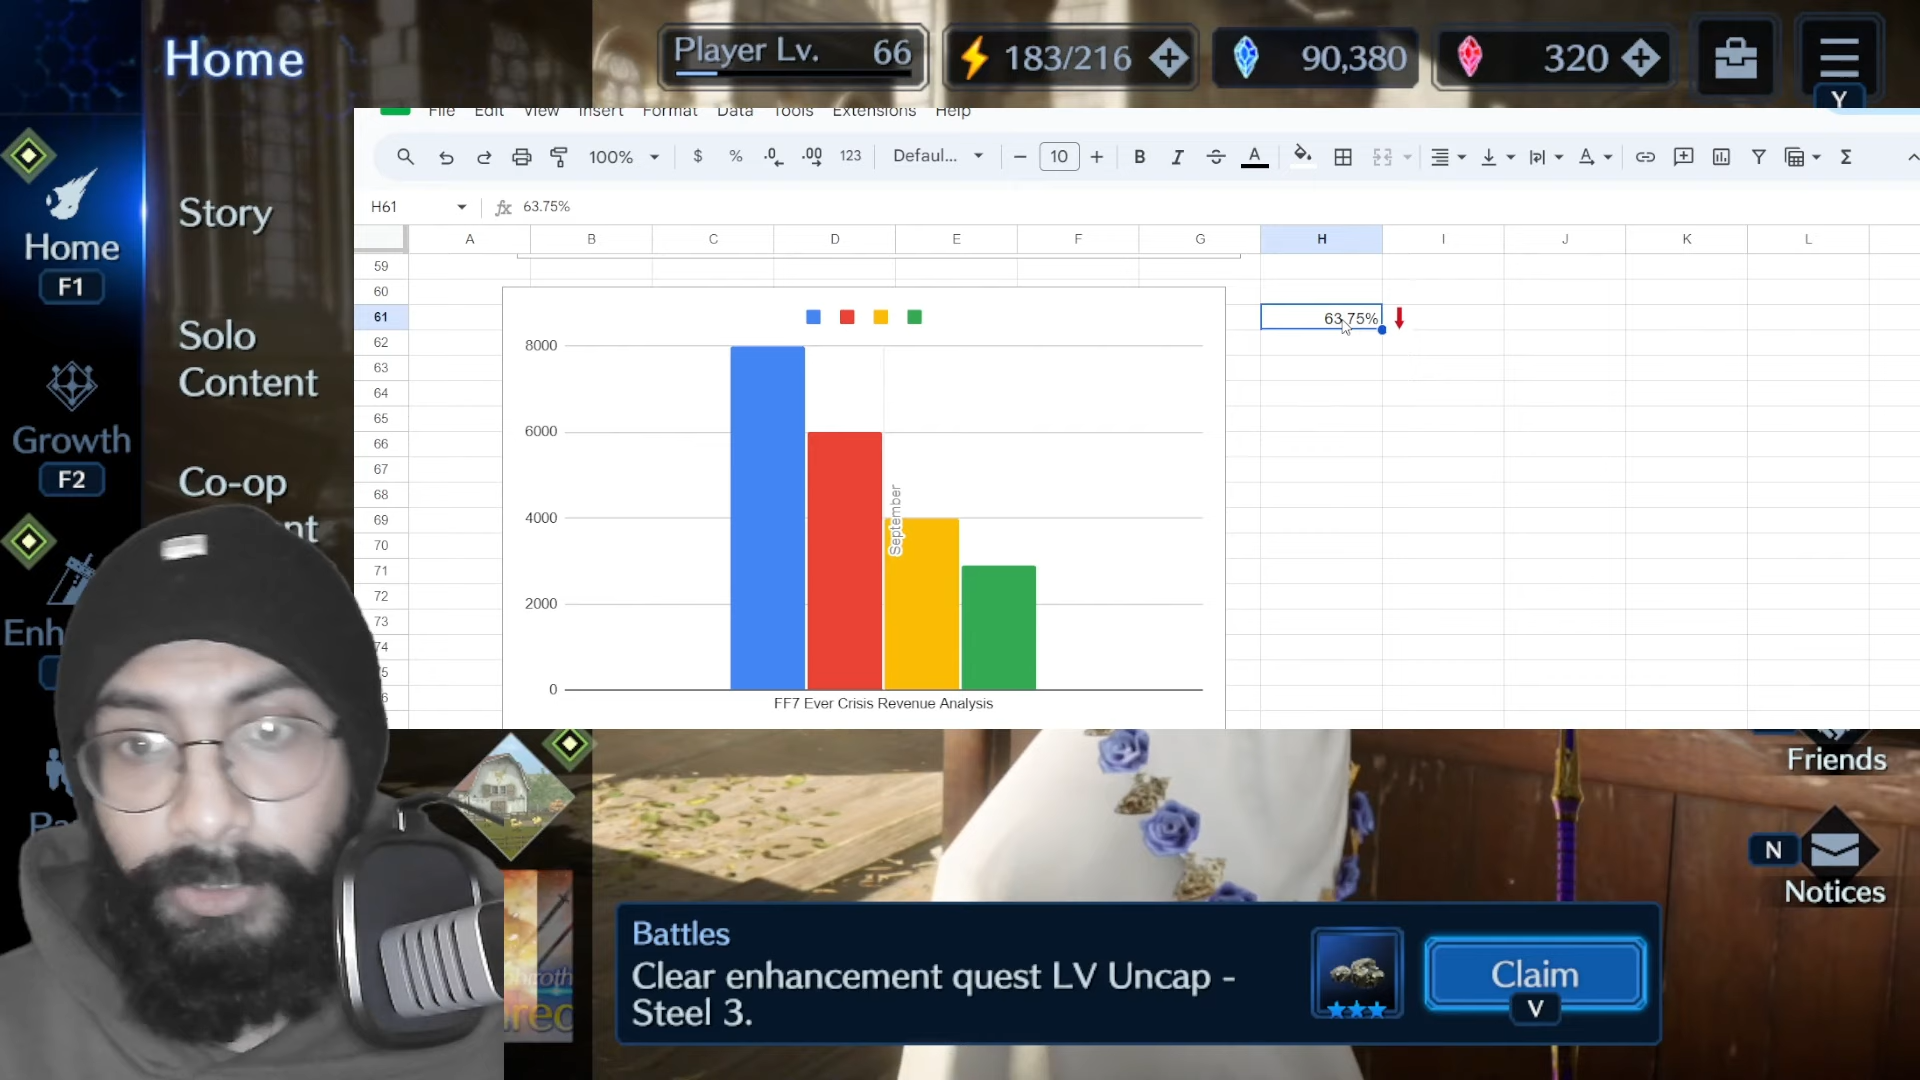 Home
Player Lv. 66
183/216
90,380
320
Y
File Edit View Insert Format Data Tools Extensions Help
100% $ % .0 .00 123 Defaul... 10 B I S A Σ
H61 fx 63.75%
A B C D E F G H I J K L
59
60
61
62
63
64
65
66
67
68
69
70
71
72
73
74
63.75%
8000
6000
4000
2000
0
September
FF7 Ever Crisis Revenue Analysis
Home
F1
Growth
F2
Story
Solo
Content
Co-op
Friends
N
Notices
Battles
Clear enhancement quest LV Uncap -
Steel 3.
Claim
V